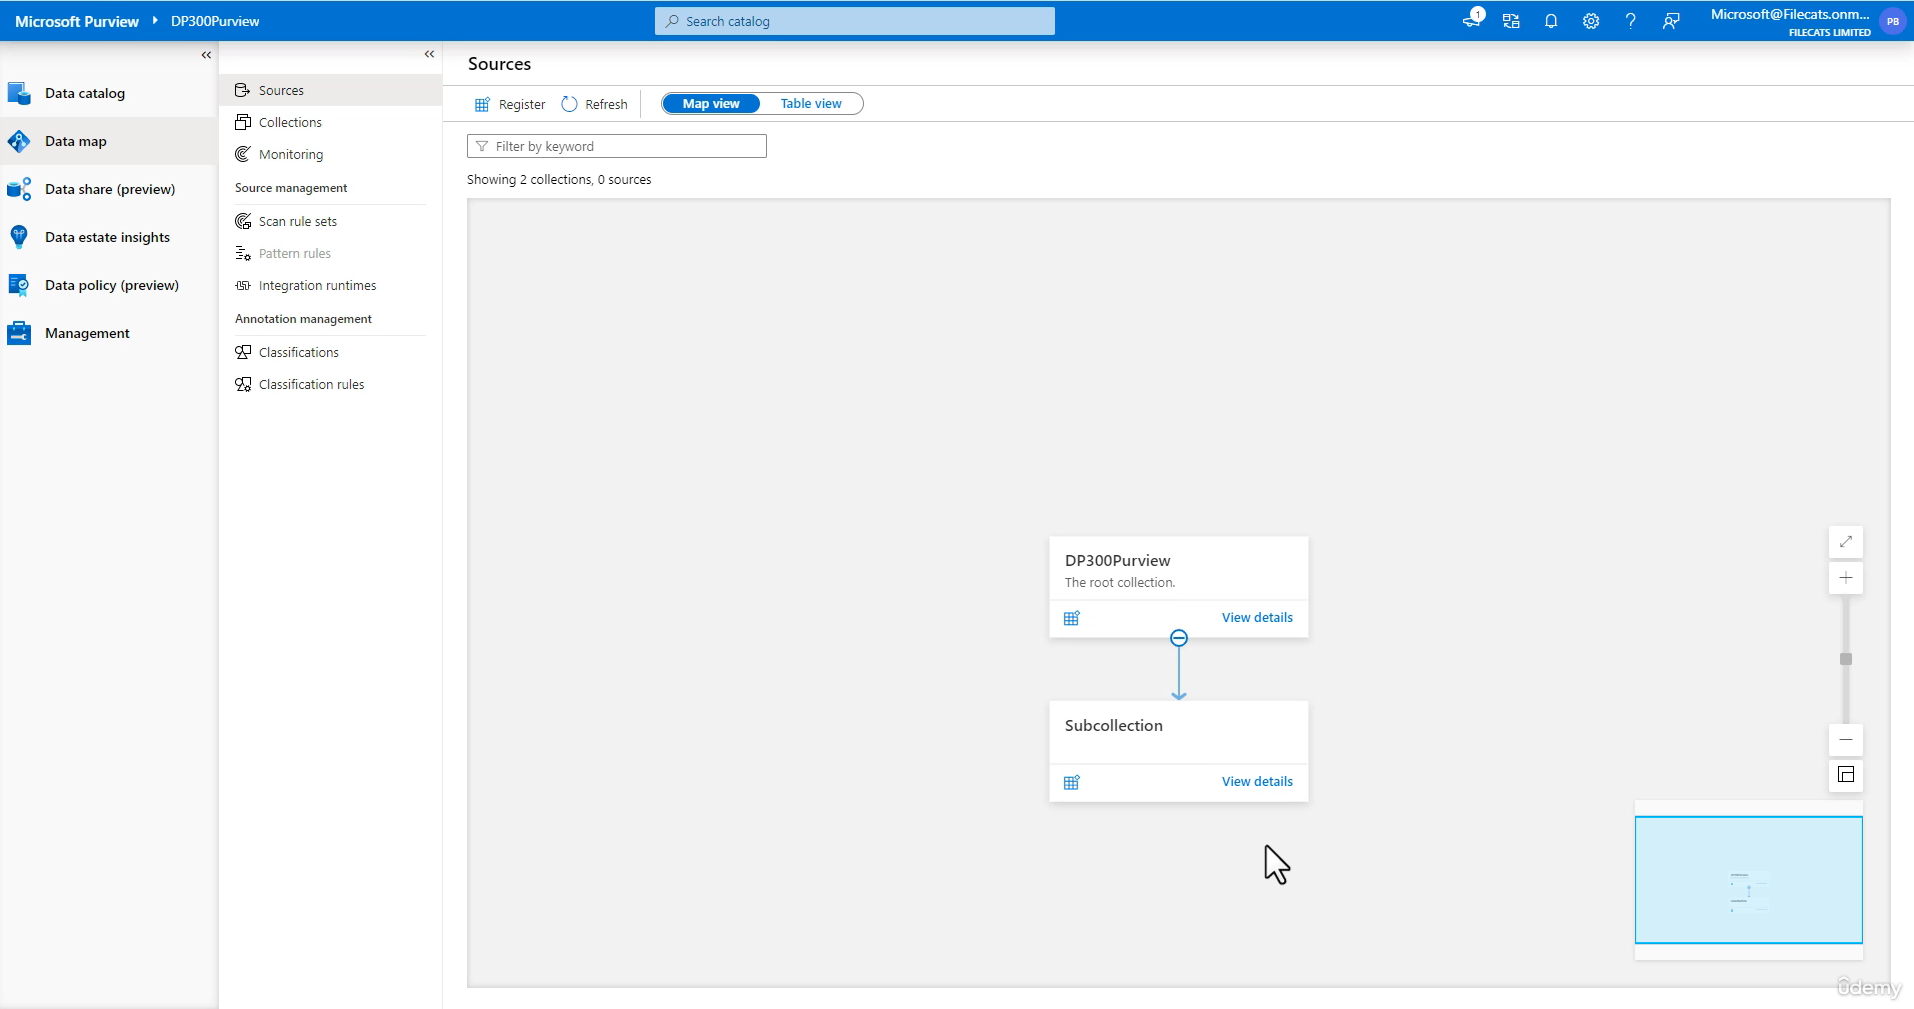 Microsoft Purview
DP300Purview
Search catalog
1
Microsoft@Filecats.onm...
FILECATS LIMITED
PB
Data catalog
Data map
Data share (preview)
Data estate insights
Data policy (preview)
Management
Sources
Collections
Monitoring
Source management
Scan rule sets
Pattern rules
Integration runtimes
Annotation management
Classifications
Classification rules
Sources
Register
Refresh
Map view
Table view
Filter by keyword
Showing 2 collections, 0 sources
DP300Purview
The root collection.
View details
Subcollection
View details
ûdemy